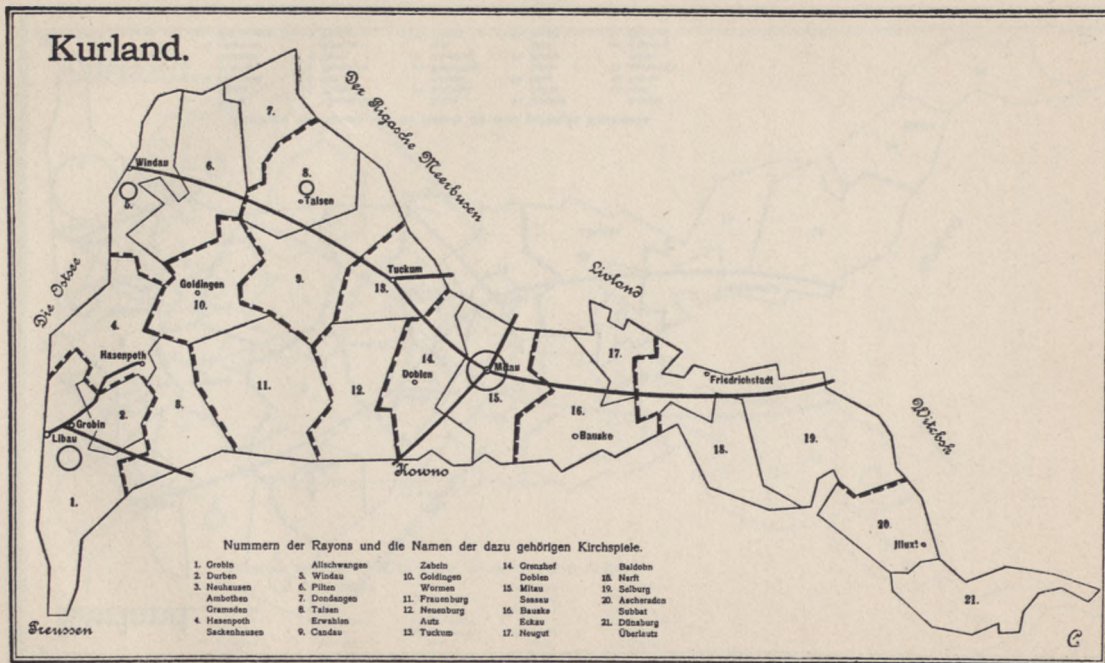 Kurland.
Der Rigasche Meerbusen
7.
Windau
6.
8.
Talsen
Die Ostsee
Goldingen
10.
9.
Tuckum
13.
Livland
4.
Hasenpoth
14.
Doblen
Mitau
17.
Friedrichstadt
11.
12.
15.
16.
2.
3.
Grobin
Libau
Bauske
18.
19.
Witebsk
Kowno
1.
20.
Illuxt
21.
Preussen
C
Nummern der Rayons und die Namen der dazu gehörigen Kirchspiele.
1. Grobin
2. Durben
3. Neuhausen
Ambothen
Gramsden
4. Hasenpoth
Sackenhausen
Allschwangen
5. Windau
6. Pilten
7. Dondangen
8. Talsen
Erwahlen
9. Candau
Zabeln
10. Goldingen
Wormen
11. Frauenburg
12. Neuenburg
Autz
13. Tuckum
14. Grenzhof
Doblen
15. Mitau
Sessau
16. Bauske
Eckau
17. Neugut
Baldohn
18. Nerft
19. Selburg
20. Ascheraden
Subbat
21. Dünaburg
Überlautz